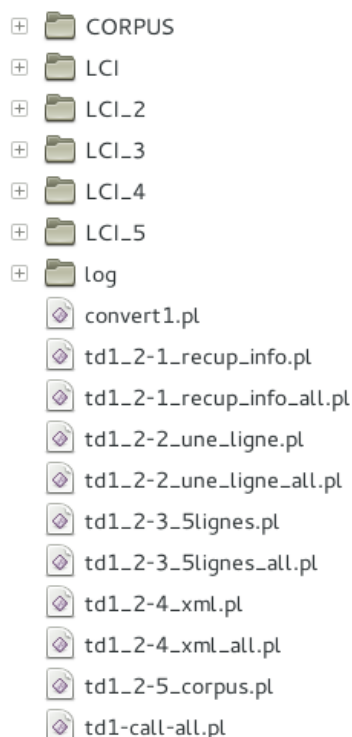 CORPUS
LCI
LCI_2
LCI_3
LCI_4
LCI_5
log
convert1.pl
td1_2-1_recup_info.pl
td1_2-1_recup_info_all.pl
td1_2-2_une_ligne.pl
td1_2-2_une_ligne_all.pl
td1_2-3_5lignes.pl
td1_2-3_5lignes_all.pl
td1_2-4_xml.pl
td1_2-4_xml_all.pl
td1_2-5_corpus.pl
td1-call-all.pl